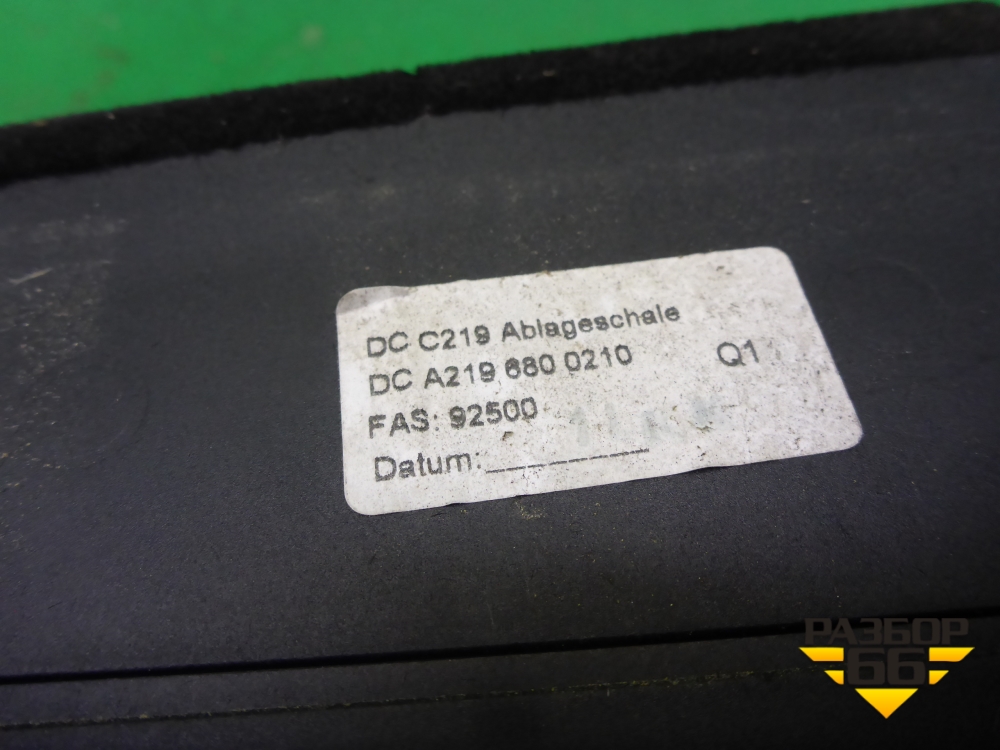 DC C219 Ablageschale
DC A219 680 0210 Q1
FAS: 92500
Datum:
РАЗБОР
66